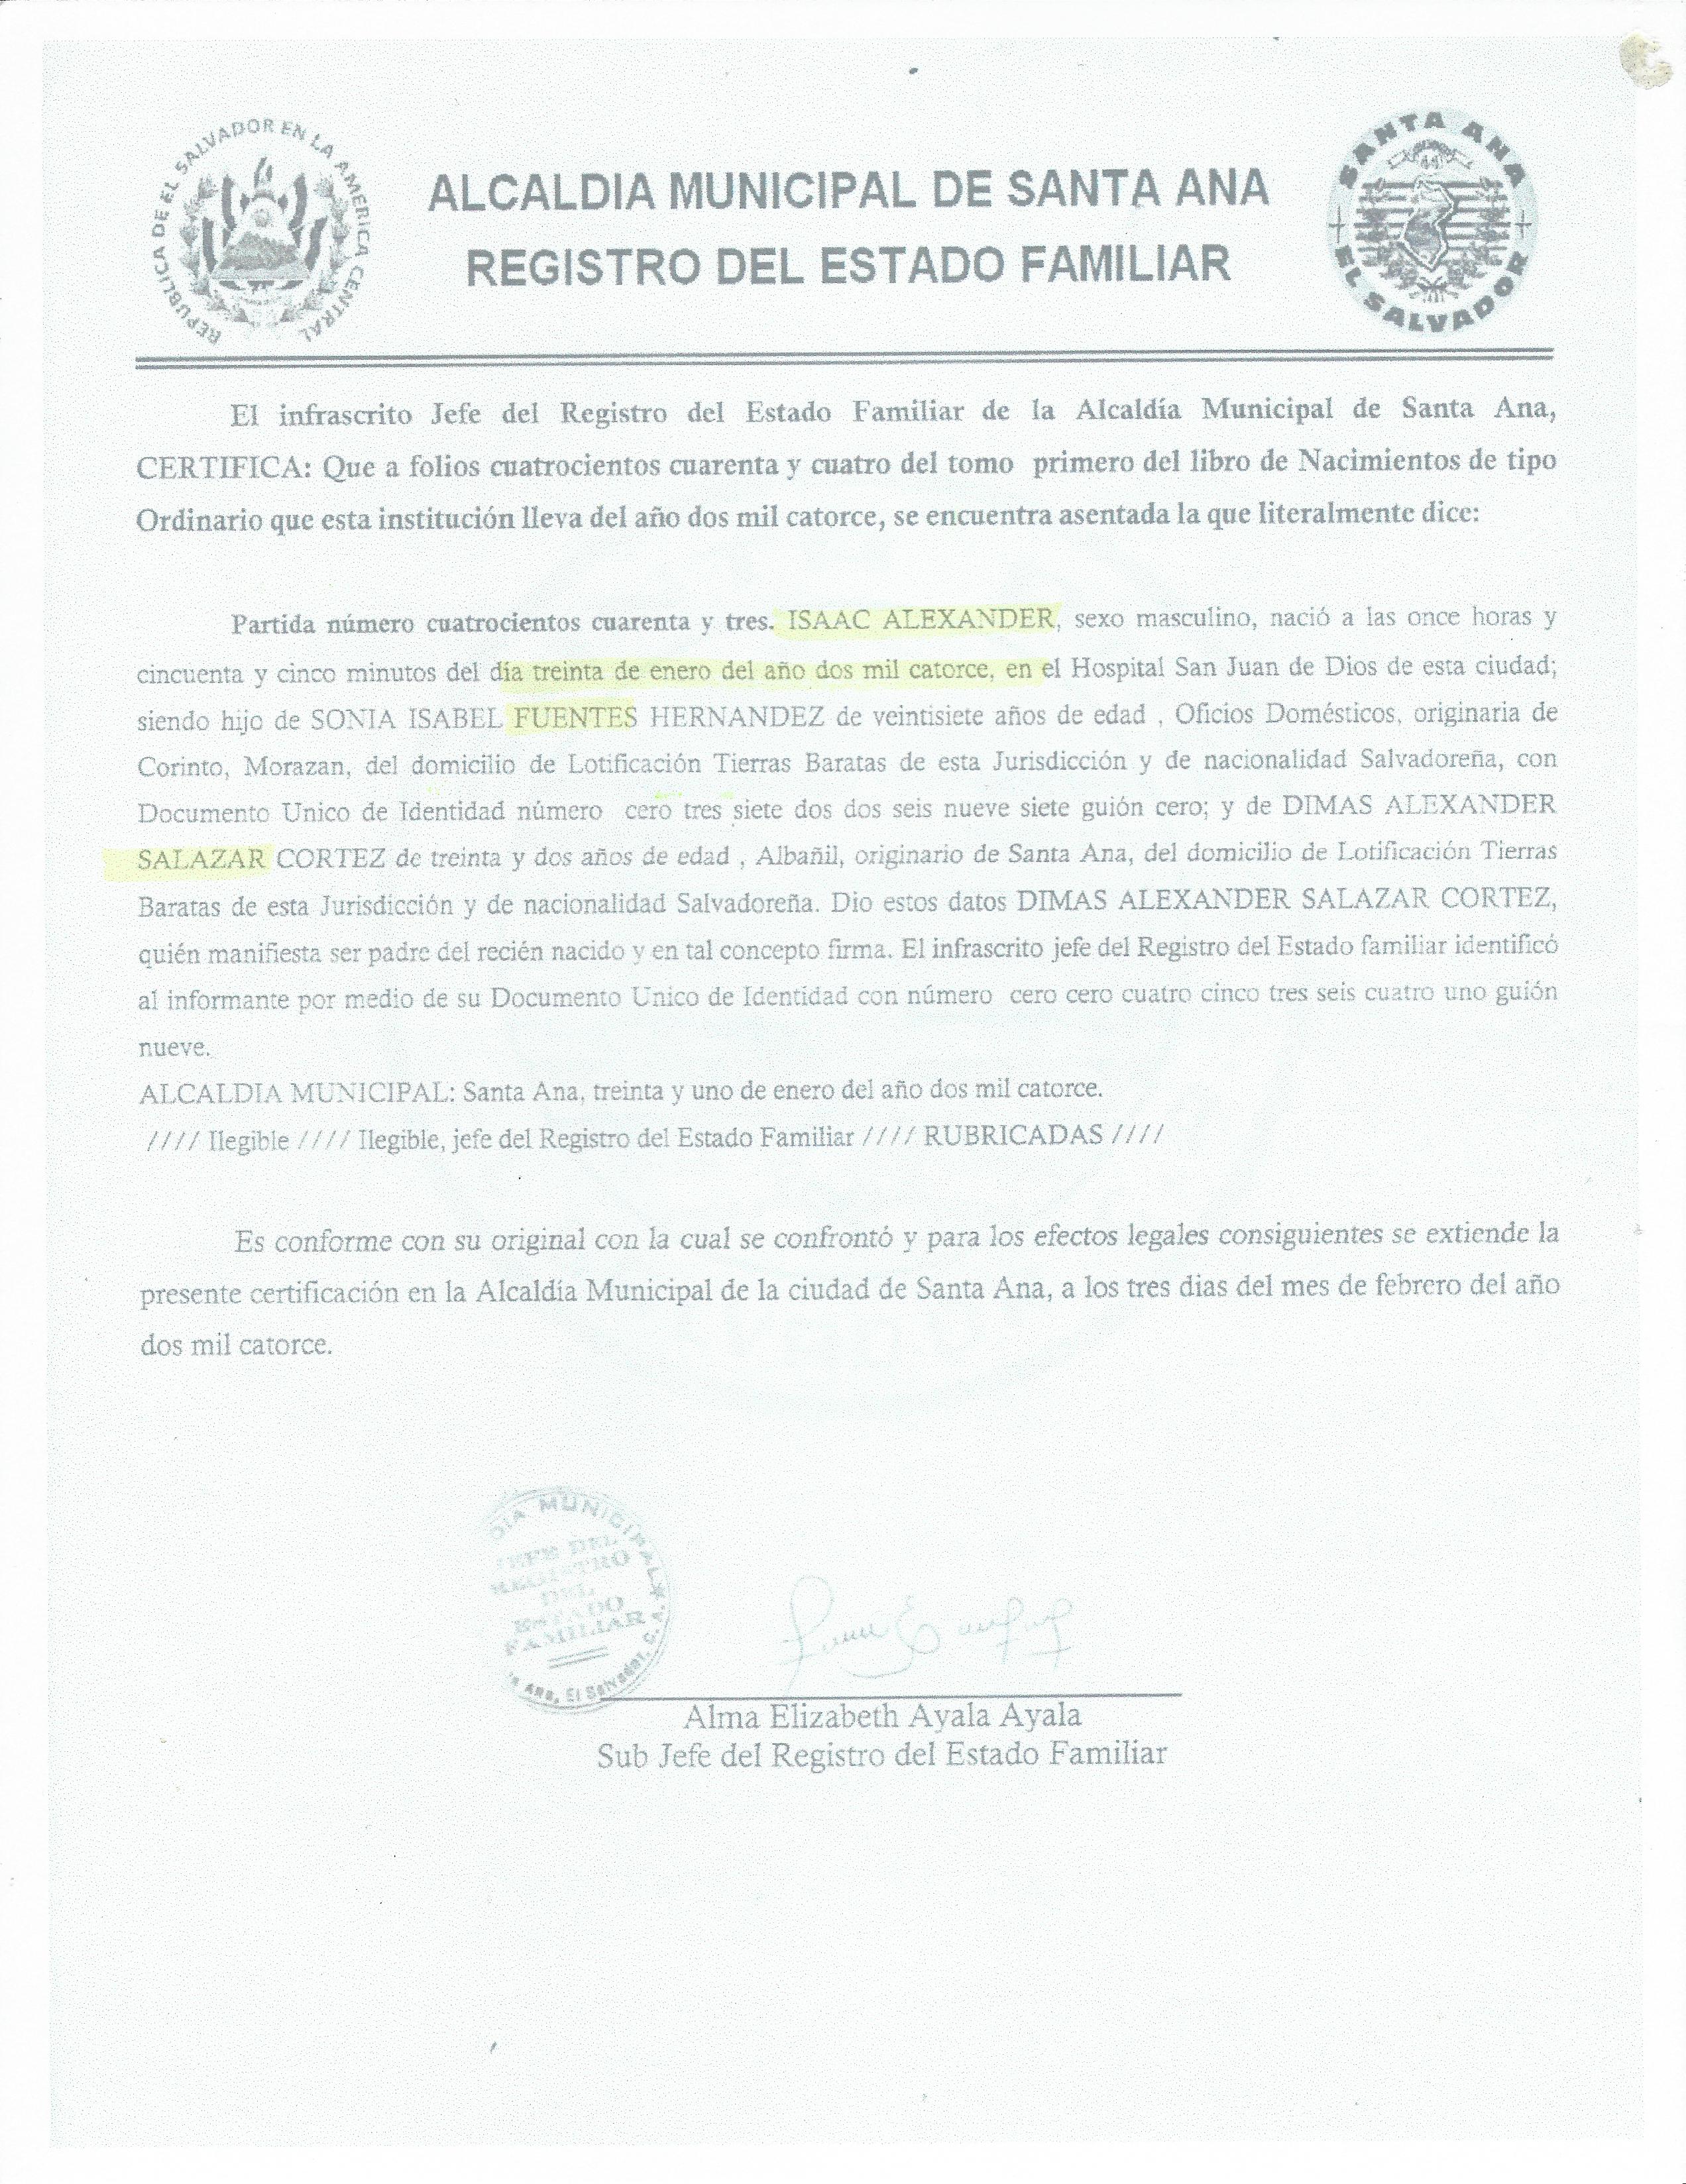 REPUBLICA DE EL SALVADOR EN LA AMERICA CENTRAL
ALCALDIA MUNICIPAL DE SANTA ANA
REGISTRO DEL ESTADO FAMILIAR
SANTA ANA
EL SALVADOR
El infrascrito Jefe del Registro del Estado Familiar de la Alcaldía Municipal de Santa Ana,
CERTIFICA: Que a folios cuatrocientos cuarenta y cuatro del tomo primero del libro de Nacimientos de tipo
Ordinario que esta institución lleva del año dos mil catorce, se encuentra asentada la que literalmente dice:
Partida número cuatrocientos cuarenta y tres. ISAAC ALEXANDER, sexo masculino, nació a las once horas y
cincuenta y cinco minutos del día treinta de enero del año dos mil catorce, en el Hospital San Juan de Dios de esta ciudad;
siendo hijo de SONIA ISABEL FUENTES HERNANDEZ de veintisiete años de edad , Oficios Domésticos, originaria de
Corinto, Morazan, del domicilio de Lotificación Tierras Baratas de esta Jurisdicción y de nacionalidad Salvadoreña, con
Documento Unico de Identidad número cero tres siete dos dos seis nueve siete guión cero; y de DIMAS ALEXANDER
SALAZAR CORTEZ de treinta y dos años de edad , Albañil, originario de Santa Ana, del domicilio de Lotificación Tierras
Baratas de esta Jurisdicción y de nacionalidad Salvadoreña. Dio estos datos DIMAS ALEXANDER SALAZAR CORTEZ,
quién manifiesta ser padre del recién nacido y en tal concepto firma. El infrascrito jefe del Registro del Estado familiar identificó
al informante por medio de su Documento Unico de Identidad con número cero cero cuatro cinco tres seis cuatro uno guión
nueve.
ALCALDIA MUNICIPAL: Santa Ana, treinta y uno de enero del año dos mil catorce.
//// Ilegible //// Ilegible, jefe del Registro del Estado Familiar //// RUBRICADAS ////
Es conforme con su original con la cual se confrontó y para los efectos legales consiguientes se extiende la
presente certificación en la Alcaldía Municipal de la ciudad de Santa Ana, a los tres dias del mes de febrero del año
dos mil catorce.
MUNICIPAL
JEFE DEL
REGISTRO
DEL
ESTADO
FAMILIAR
Ana, El Salvador, C. A.
Alma Elizabeth Ayala Ayala
Sub Jefe del Registro del Estado Familiar